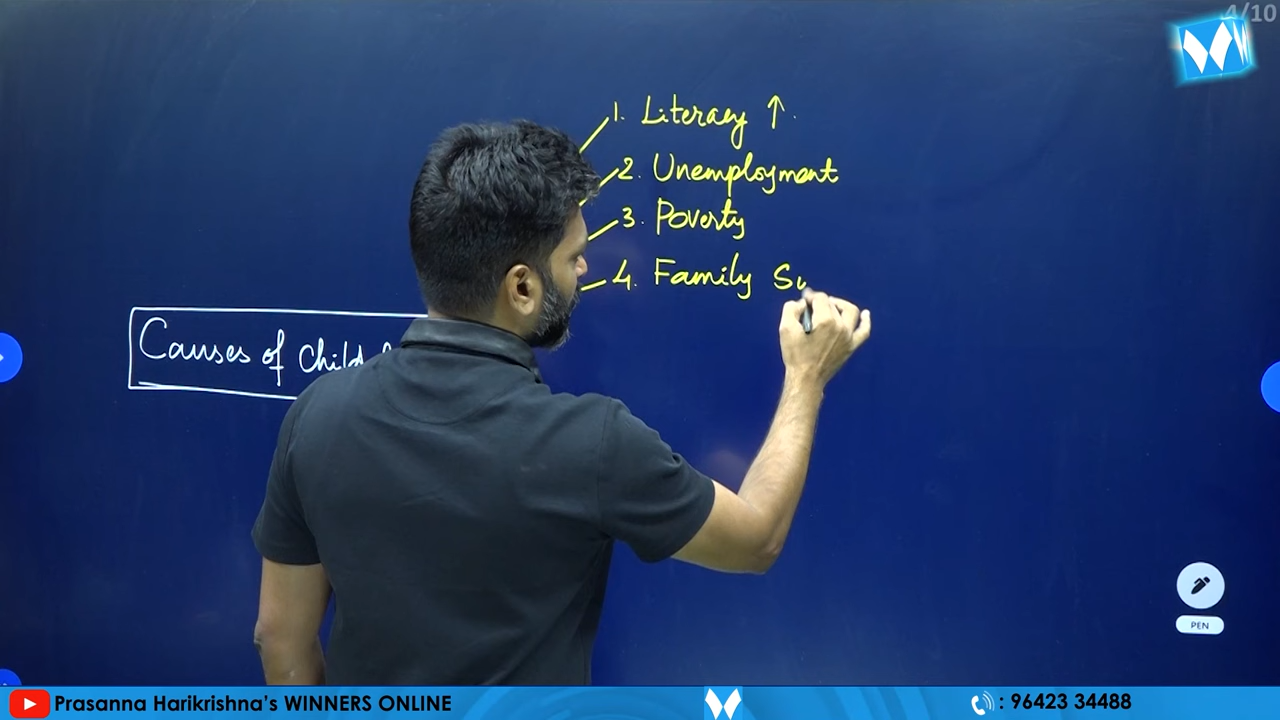 4/10
1. Literacy ↑.
2. Unemployment
3. Poverty
4. Family
Causes of Child
PEN
Prasanna Harikrishna's WINNERS ONLINE
: 96423 34488